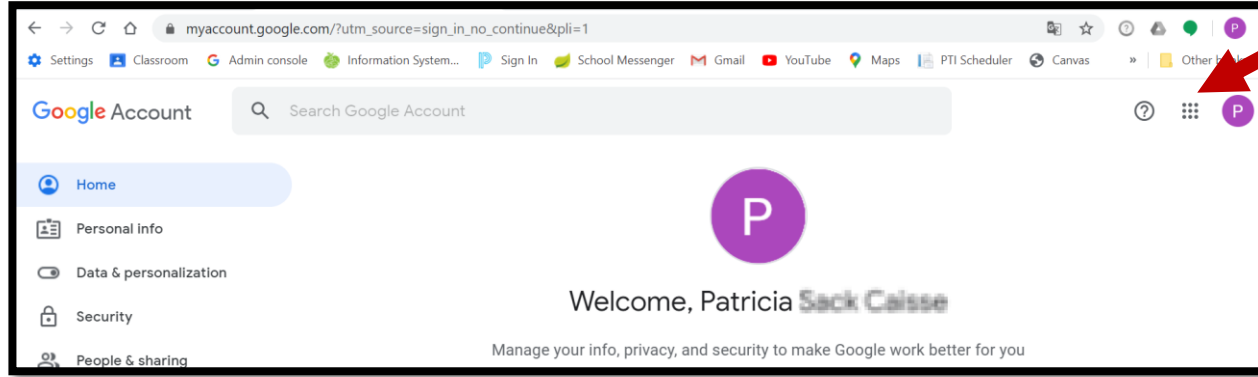 myaccount.google.com/?utm_source=sign_in_no_continue&pli=1
P
Settings Classroom G Admin console Information System... Sign In School Messenger Gmail YouTube Maps PTI Scheduler Canvas » Other
Google Account Search Google Account ? P
Home
P
Personal info
Data & personalization
Welcome, Patricia
Security
Manage your info, privacy, and security to make Google work better for you
People & sharing